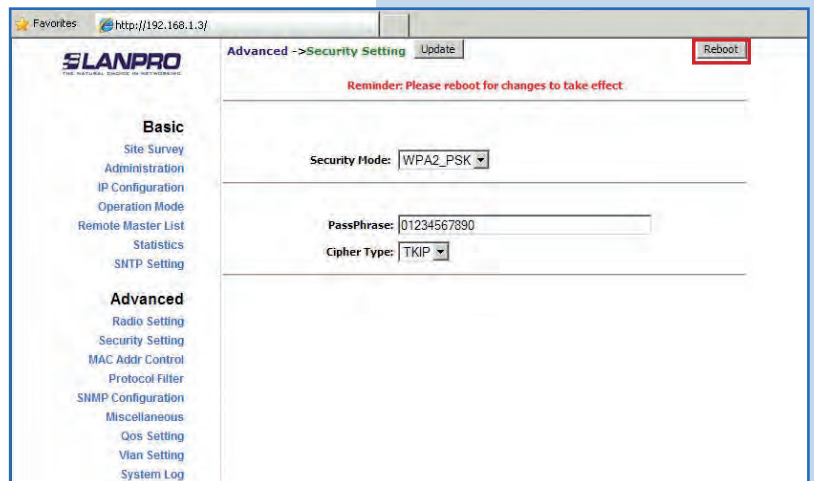 Favorites http://192.168.1.3/
LANPRO
THE NATURAL CHOICE IN NETWORKING
Advanced ->Security Setting Update Reboot
Reminder: Please reboot for changes to take effect
Basic
Site Survey
Administration
IP Configuration
Operation Mode
Remote Master List
Statistics
SNTP Setting
Advanced
Radio Setting
Security Setting
MAC Addr Control
Protocol Filter
SNMP Configuration
Miscellaneous
Qos Setting
Vlan Setting
System Log
Security Mode: WPA2_PSK
PassPhrase: 01234567890
Cipher Type: TKIP